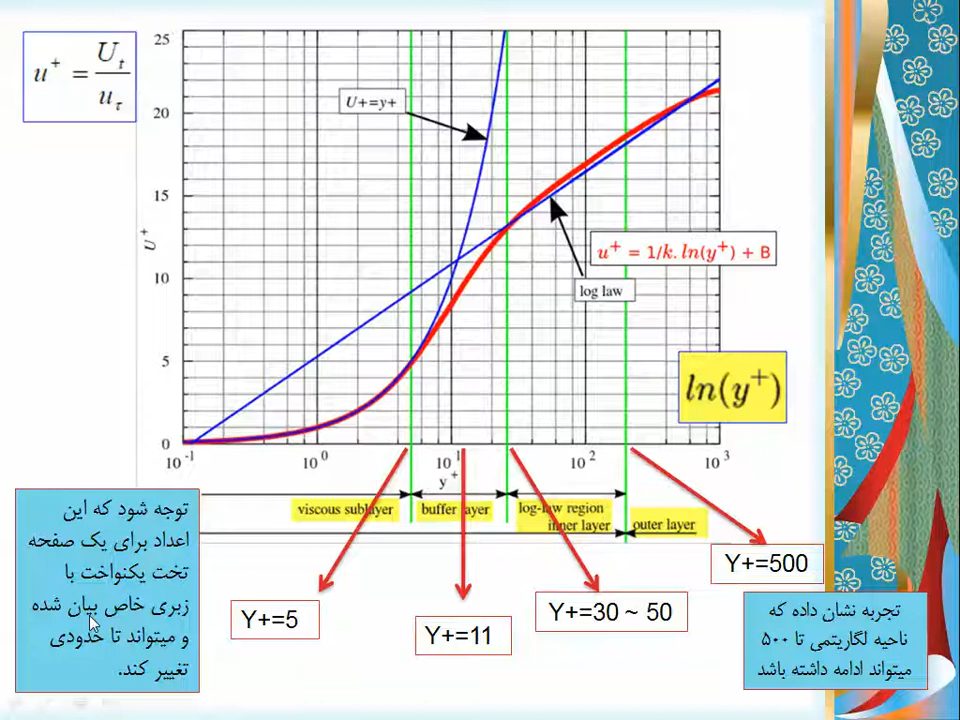 u⁺ = Uₜ / u_τ
25
20
15
10
5
0
U⁺
U+=y+
u⁺ = 1/k. ln(y⁺) + B
log law
ln(y⁺)
10⁻¹ 10⁰ 10¹ 10² 10³
y⁺
viscous sublayer buffer layer log-law region
inner layer outer layer
Y+=5
Y+=11
Y+=30 ~ 50
Y+=500
توجه شود که این
اعداد برای یک صفحه
تخت یکنواخت با
زبری خاص بیان شده
و میتواند تا حدودی
تغییر کند.
تجربه نشان داده که
ناحیه لگاریتمی تا ۵۰۰
میتواند ادامه داشته باشد